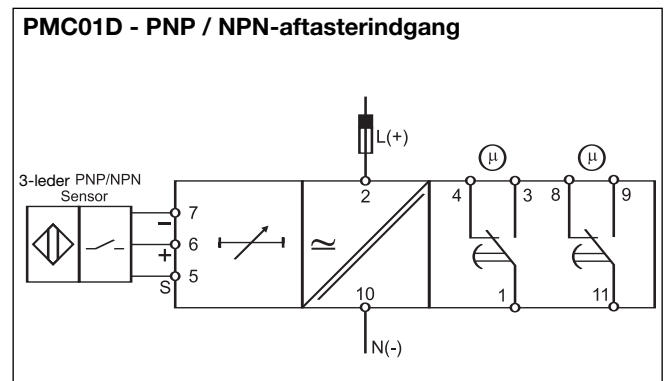 PMC01D - PNP / NPN-aftasterindgang
L(+)
μ μ
3-leder PNP/NPN
Sensor
4 3 8 9
2
7
–
6
+
5
S
≃
10
1 11
N(-)